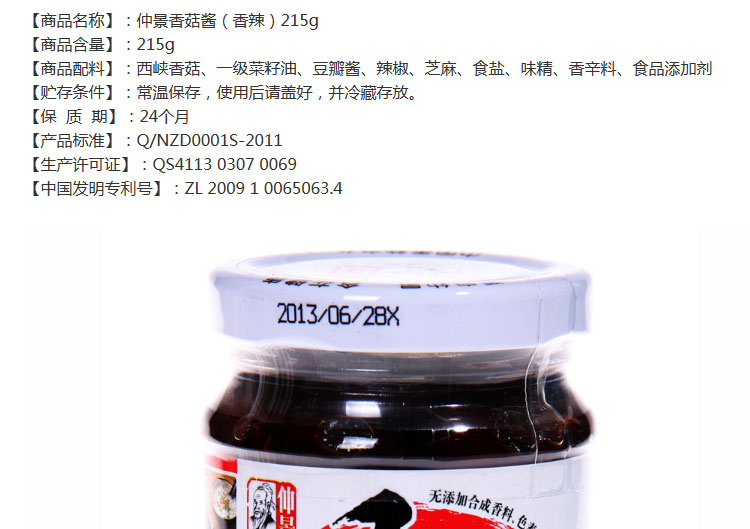 【商品名称】：仲景香菇酱（香辣）215g
【商品含量】：215g
【商品配料】：西峡香菇、一级菜籽油、豆瓣酱、辣椒、芝麻、食盐、味精、香辛料、食品添加剂
【贮存条件】：常温保存，使用后请盖好，并冷藏存放。
【保 质 期】：24个月
【产品标准】：Q/NZD0001S-2011
【生产许可证】：QS4113 0307 0069
【中国发明专利号】：ZL 2009 1 0065063.4
2013/06/28X
仲景
无添加合成香料、色